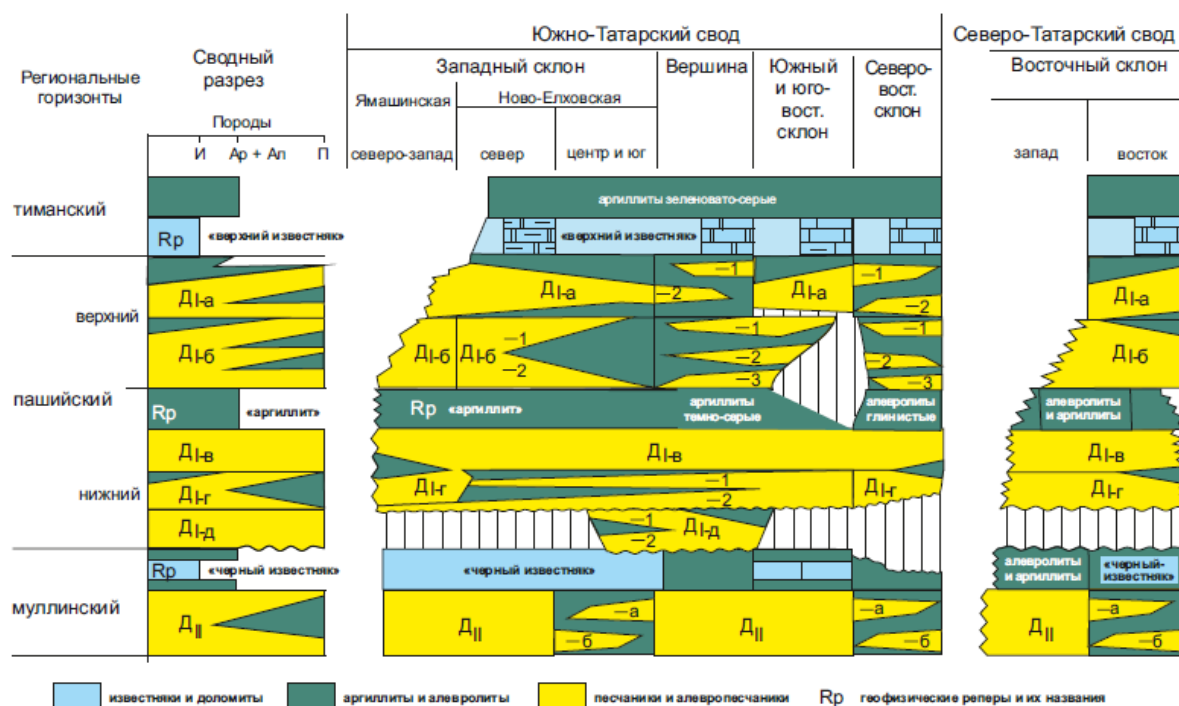 Южно-Татарский свод
Северо-Татарский свод
Региональные
горизонты
Сводный
разрез
Западный склон
Вершина
Южный
и юго-
вост.
склон
Северо-
вост.
склон
Восточный склон
Породы
И Ар + Ал П
Ямашинская
Ново-Елховская
северо-запад
север
центр и юг
запад
восток
тиманский
аргиллиты зеленовато-серые
Rp «верхний известняк»
«верхний известняк»
верхний
ДI-а
ДI-а
–2
–1
ДI-а
–1
–2
ДI-а
ДI-б
ДI-б
ДI-б
–1
–2
–1
–2
–3
–1
–2
–3
ДI-б
пашийский
Rp «аргиллит»
Rp «аргиллит»
аргиллиты
темно-серые
алевролиты
глинистые
алевролиты
и аргиллиты
ДI-в
ДI-в
ДI-в
нижний
ДI-г
ДI-г
–1
–2
ДI-г
ДI-г
ДI-д
–1
–2
ДI-д
Rp «черный известняк»
«черный известняк»
алевролиты
и аргиллиты
«черный-
известняк»
муллинский
ДII
ДII
–а
–б
ДII
–а
–б
ДII
–а
–б
известняки и доломиты
аргиллиты и алевролиты
песчаники и алевропесчаники
Rp геофизические реперы и их названия